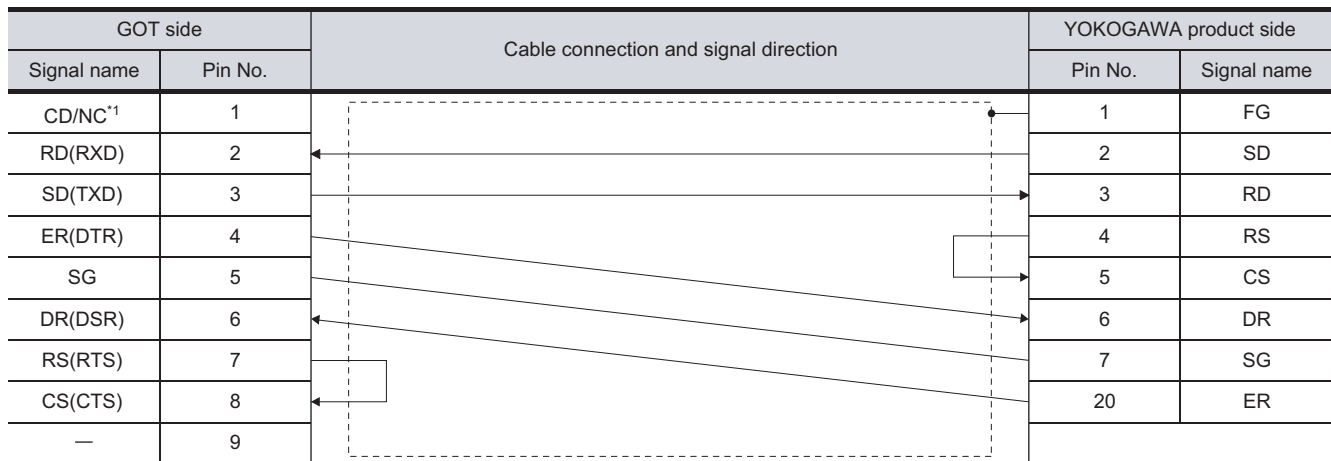 GOT side Cable connection and signal direction YOKOGAWA product side
Signal name Pin No. Pin No. Signal name
CD/NC*1 1 1 FG
RD(RXD) 2 2 SD
SD(TXD) 3 3 RD
ER(DTR) 4 4 RS
SG 5 5 CS
DR(DSR) 6 6 DR
RS(RTS) 7 7 SG
CS(CTS) 8 20 ER
— 9